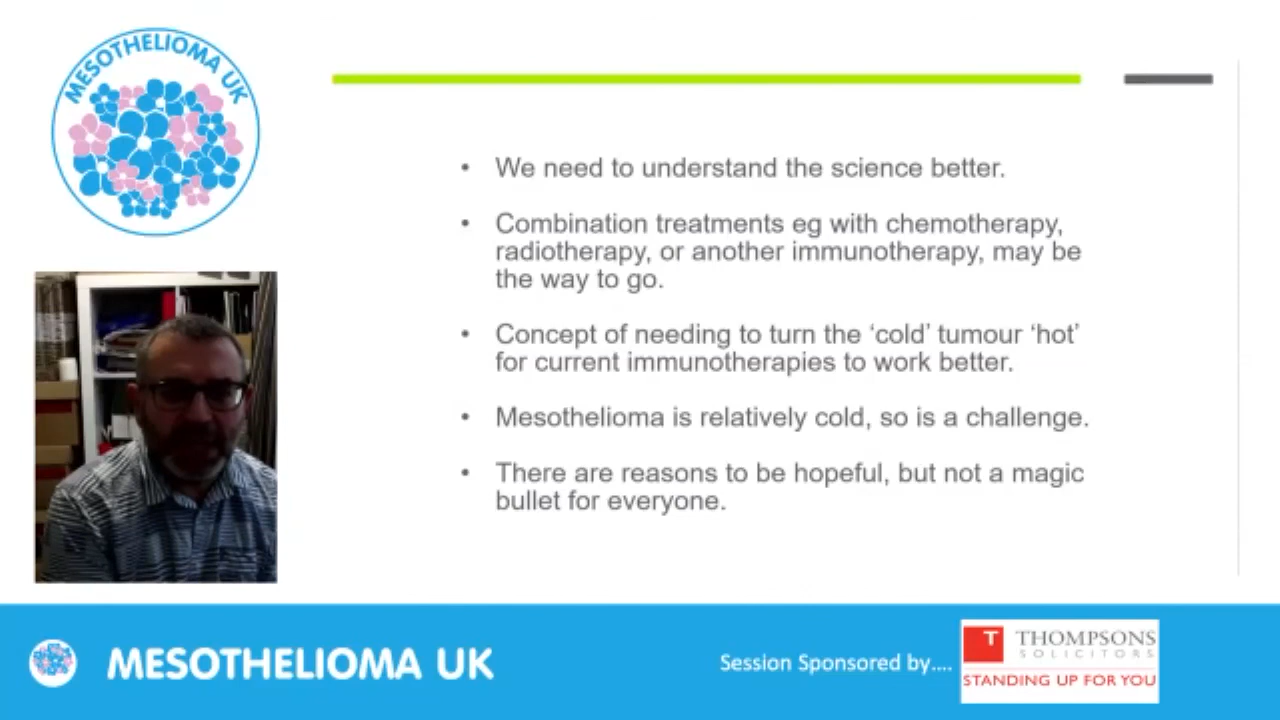 MESOTHELIOMA UK
• We need to understand the science better.
• Combination treatments eg with chemotherapy,
radiotherapy, or another immunotherapy, may be
the way to go.
• Concept of needing to turn the ‘cold’ tumour ‘hot’
for current immunotherapies to work better.
• Mesothelioma is relatively cold, so is a challenge.
• There are reasons to be hopeful, but not a magic
bullet for everyone.
MESOTHELIOMA UK
Session Sponsored by....
T THOMPSONS
SOLICITORS
STANDING UP FOR YOU